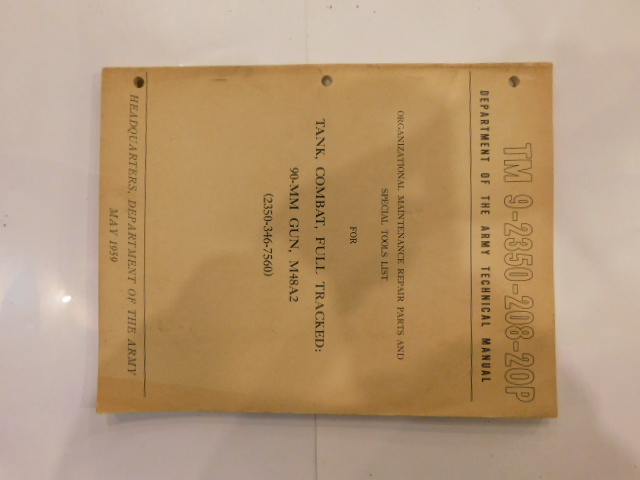 TM 9-2350-208-20P
DEPARTMENT OF THE ARMY TECHNICAL MANUAL
ORGANIZATIONAL MAINTENANCE REPAIR PARTS AND
SPECIAL TOOLS LIST
FOR
TANK, COMBAT, FULL TRACKED:
90-MM GUN, M48A2
(2350-346-7560)
HEADQUARTERS, DEPARTMENT OF THE ARMY
MAY 1959